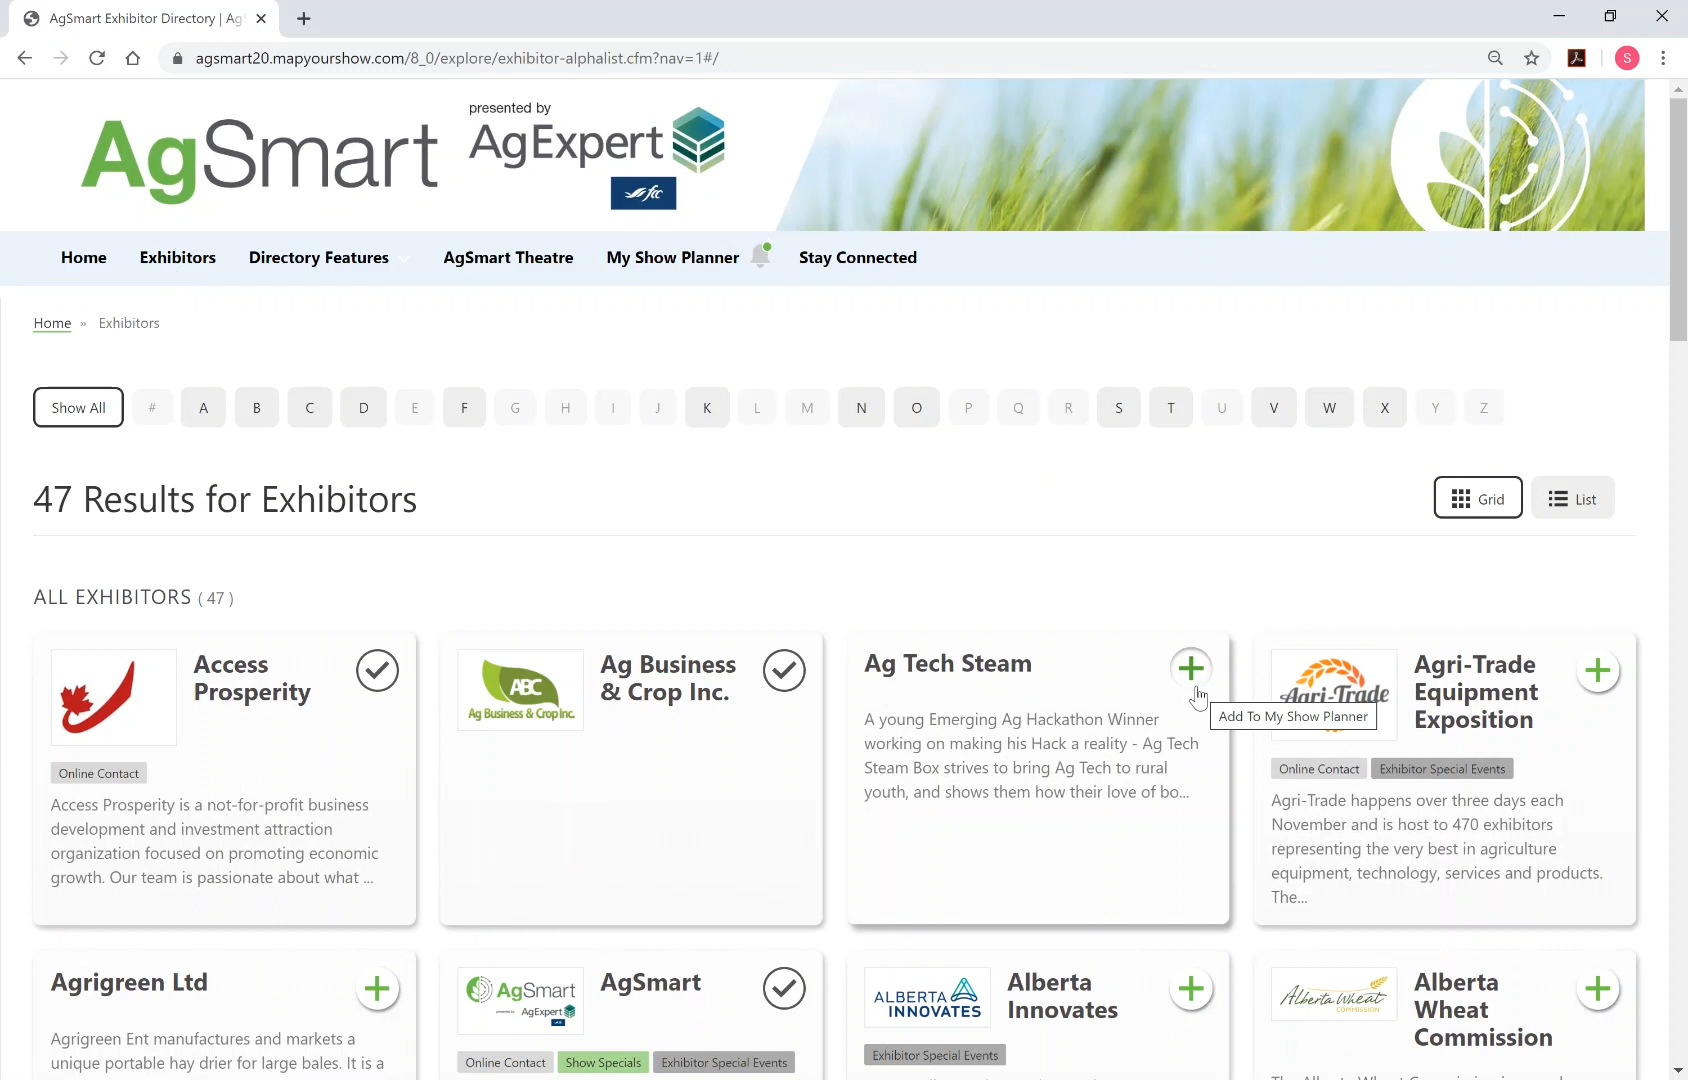 AgSmart Exhibitor Directory | Ag
agsmart20.mapyourshow.com/8_0/explore/exhibitor-alphalist.cfm?nav=1#/
S
AgSmart
presented by
AgExpert
fcc
Home
Exhibitors
Directory Features
AgSmart Theatre
My Show Planner
Stay Connected
Home » Exhibitors
Show All # A B C D E F G H I J K L M N O P Q R S T U V W X Y Z
47 Results for Exhibitors
Grid
List
ALL EXHIBITORS ( 47 )
Access
Prosperity
Online Contact
Access Prosperity is a not-for-profit business
development and investment attraction
organization focused on promoting economic
growth. Our team is passionate about what ...
ABC
Ag Business & Crop Inc.
Ag Business
& Crop Inc.
Ag Tech Steam
A young Emerging Ag Hackathon Winner
working on making his Hack a reality - Ag Tech
Steam Box strives to bring Ag Tech to rural
youth, and shows them how their love of bo...
Add To My Show Planner
Agri-Trade
Agri-Trade
Equipment
Exposition
Online Contact
Exhibitor Special Events
Agri-Trade happens over three days each
November and is host to 470 exhibitors
representing the very best in agriculture
equipment, technology, services and products.
The...
Agrigreen Ltd
Agrigreen Ent manufactures and markets a
unique portable hay drier for large bales. It is a
AgSmart
presented by
AgExpert
AgSmart
Online Contact
Show Specials
Exhibitor Special Events
ALBERTA
INNOVATES
Alberta
Innovates
Exhibitor Special Events
Alberta Wheat
COMMISSION
Alberta
Wheat
Commission